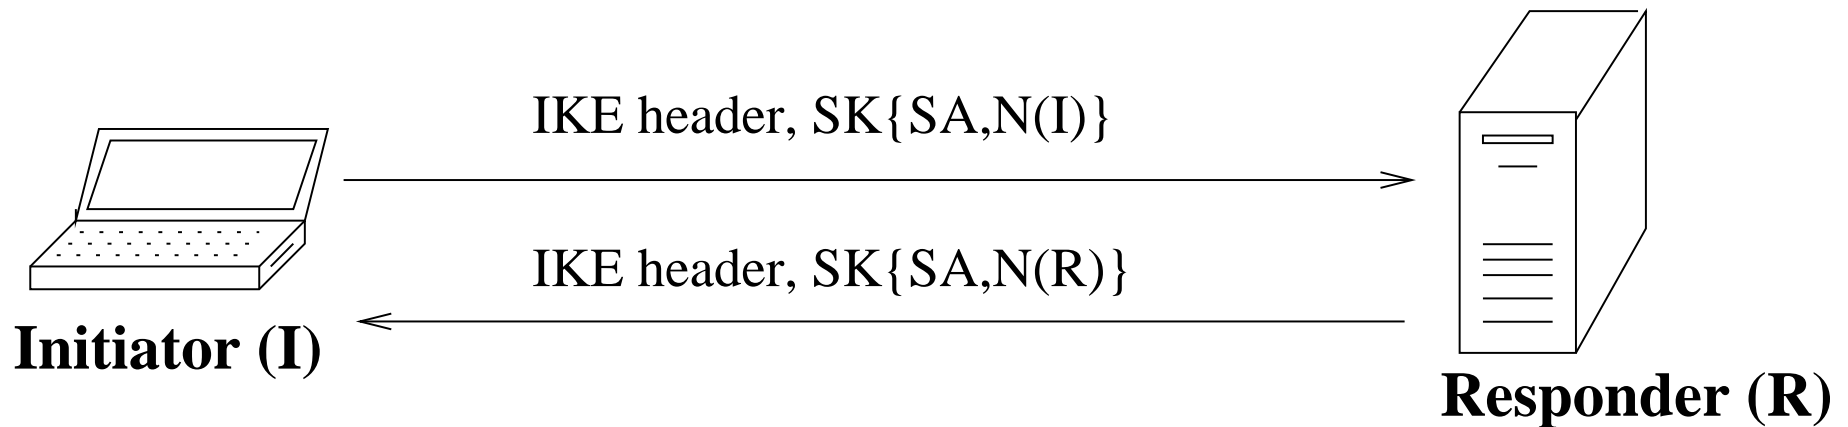 IKE header, SK{SA,N(I)}
IKE header, SK{SA,N(R)}
Initiator (I)
Responder (R)